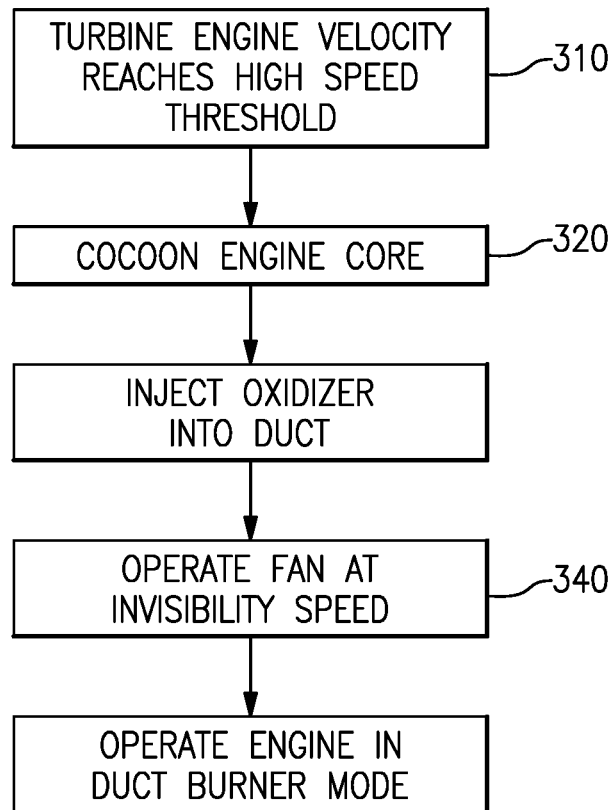 TURBINE ENGINE VELOCITY
REACHES HIGH SPEED
THRESHOLD
310
COCOON ENGINE CORE
320
INJECT OXIDIZER
INTO DUCT
OPERATE FAN AT
INVISIBILITY SPEED
340
OPERATE ENGINE IN
DUCT BURNER MODE